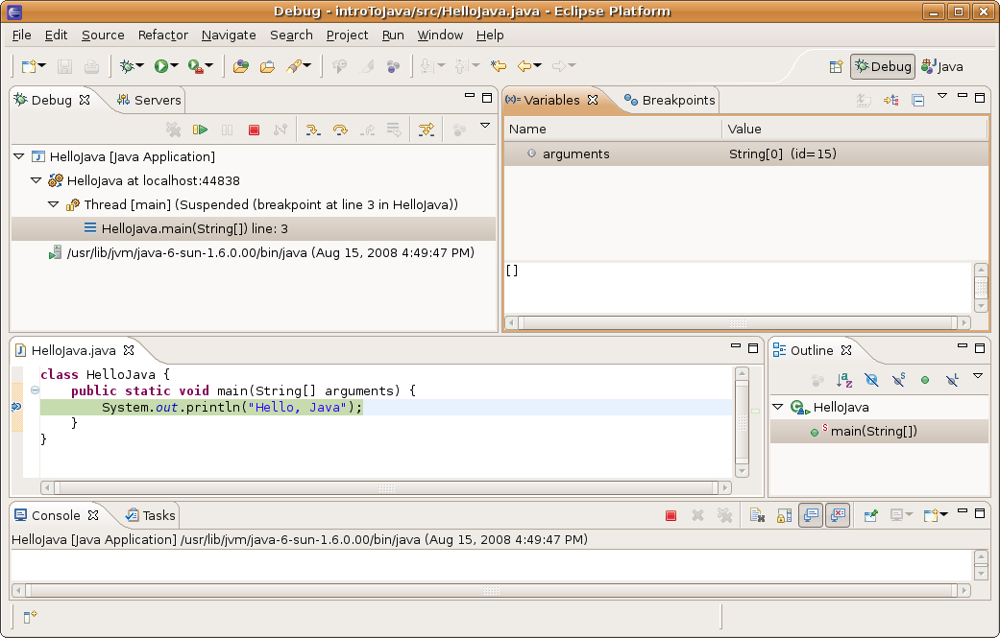 Debug - introToJava/src/HelloJava.java - Eclipse Platform
File Edit Source Refactor Navigate Search Project Run Window Help
Debug Java
Debug Servers
HelloJava [Java Application]
HelloJava at localhost:44838
Thread [main] (Suspended (breakpoint at line 3 in HelloJava))
HelloJava.main(String[]) line: 3
/usr/lib/jvm/java-6-sun-1.6.0.00/bin/java (Aug 15, 2008 4:49:47 PM)
(x)= Variables Breakpoints
Name Value
arguments String[0] (id=15)
[]
HelloJava.java
class HelloJava {
public static void main(String[] arguments) {
System.out.println("Hello, Java");
}
}
Outline
HelloJava
main(String[])
Console Tasks
HelloJava [Java Application] /usr/lib/jvm/java-6-sun-1.6.0.00/bin/java (Aug 15, 2008 4:49:47 PM)